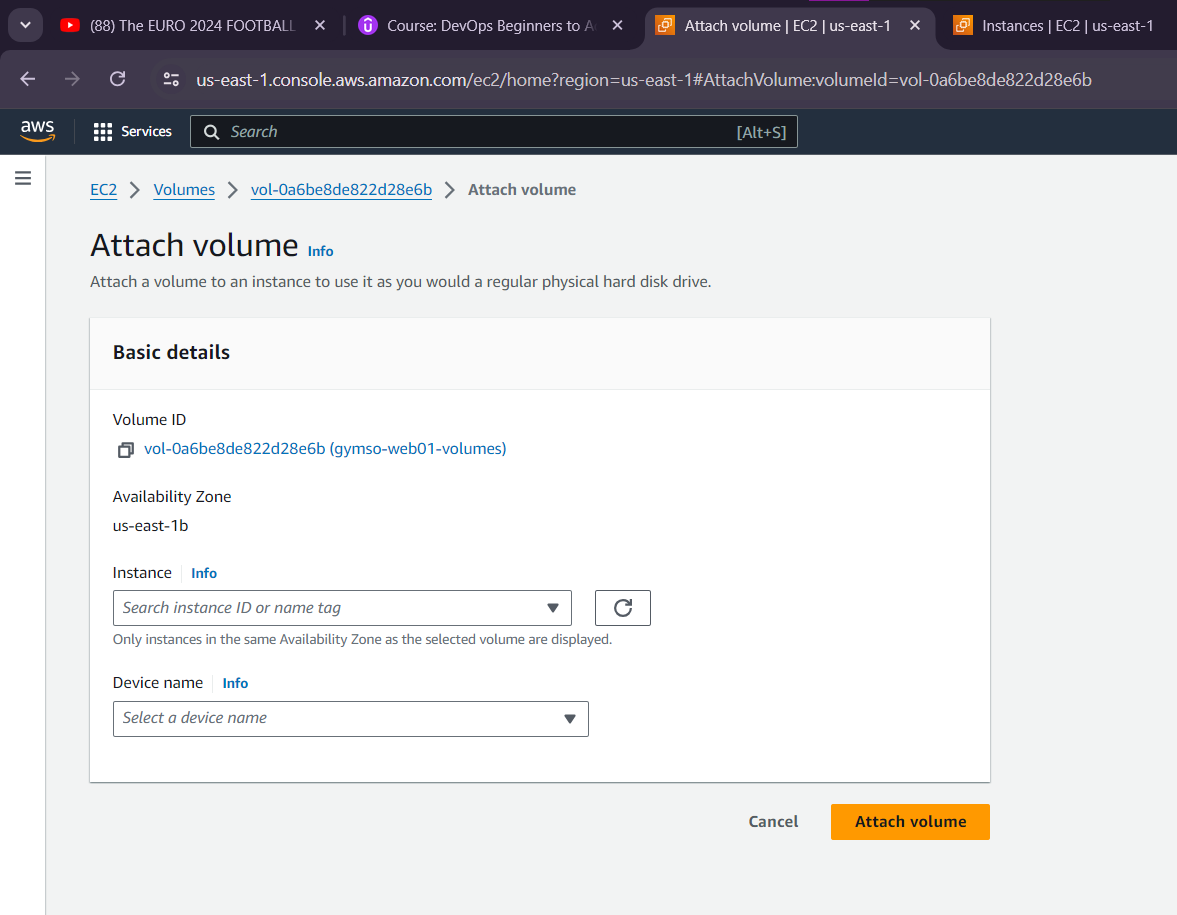 (88) The EURO 2024 FOOTBALL
Course: DevOps Beginners to A
Attach volume | EC2 | us-east-1
Instances | EC2 | us-east-1
us-east-1.console.aws.amazon.com/ec2/home?region=us-east-1#AttachVolume:volumeId=vol-0a6be8de822d28e6b
aws Services Search [Alt+S]
EC2 > Volumes > vol-0a6be8de822d28e6b > Attach volume
Attach volume Info
Attach a volume to an instance to use it as you would a regular physical hard disk drive.
Basic details
Volume ID
vol-0a6be8de822d28e6b (gymso-web01-volumes)
Availability Zone
us-east-1b
Instance Info
Search instance ID or name tag
Only instances in the same Availability Zone as the selected volume are displayed.
Device name Info
Select a device name
Cancel Attach volume